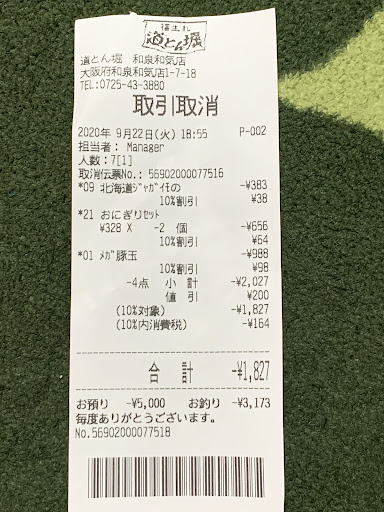 福土礼
道とん堀
道とん堀 和泉和気店
大阪府和泉和気店1-7-18
TEL:0725-43-3880
取引取消
2020年 9月22日(火) 18:55 P-002
担当者: Manager
人数:7[1]
取消伝票No.: 56902000077516
*09 北海道ｼﾞｬｶﾞｲﾓの -¥383
10%割引 ¥38
*21 おにぎりｾｯﾄ
¥328 X -2 個 -¥656
10%割引 ¥64
*01 ﾒｶﾞ豚玉 -¥988
10%割引 ¥98
-4点 小 計 -¥2,027
値 引 ¥200
(10%対象) -¥1,827
(10%内消費税) -¥164
合 計 -¥1,827
お預り -¥5,000 お釣り -¥3,173
毎度ありがとうございます。
No.56902000077518